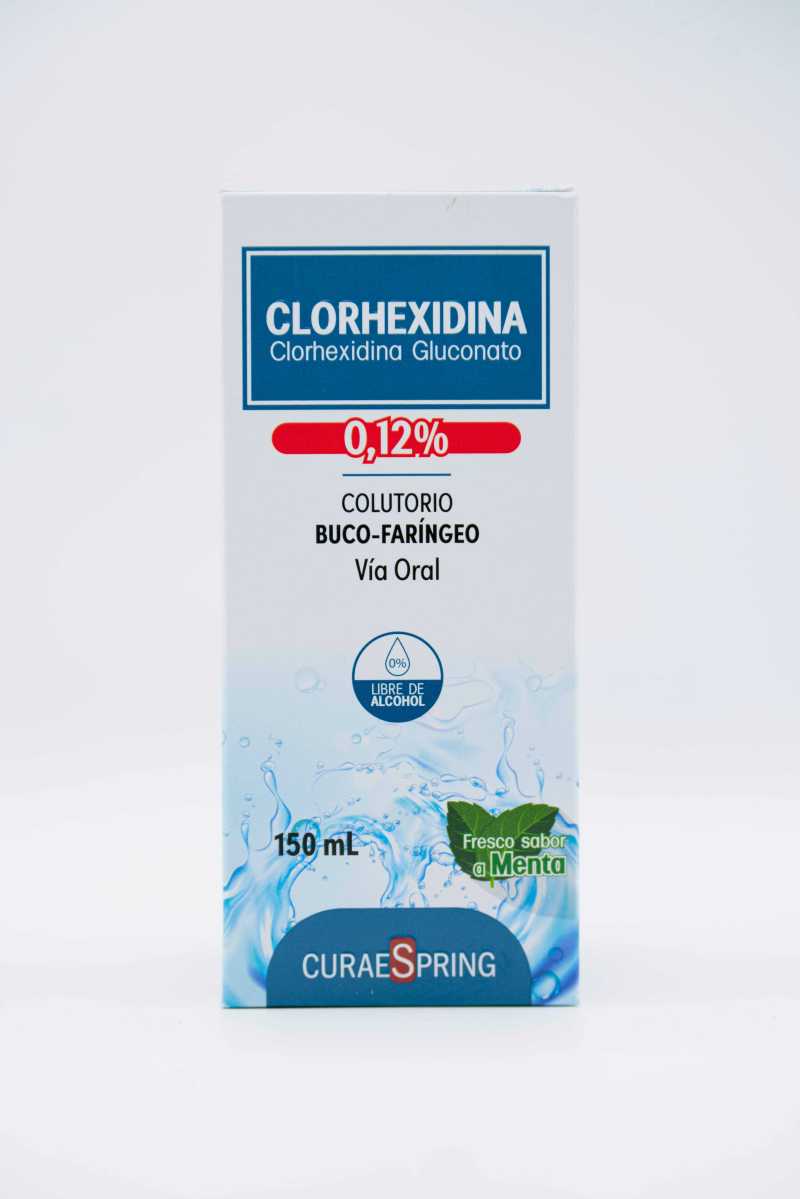 CLORHEXIDINA
Clorhexidina Gluconato
0,12%
COLUTORIO
BUCO-FARÍNGEO
Vía Oral
0%
LIBRE DE
ALCOHOL
150 mL
Fresco sabor
a Menta
CURAESPRING